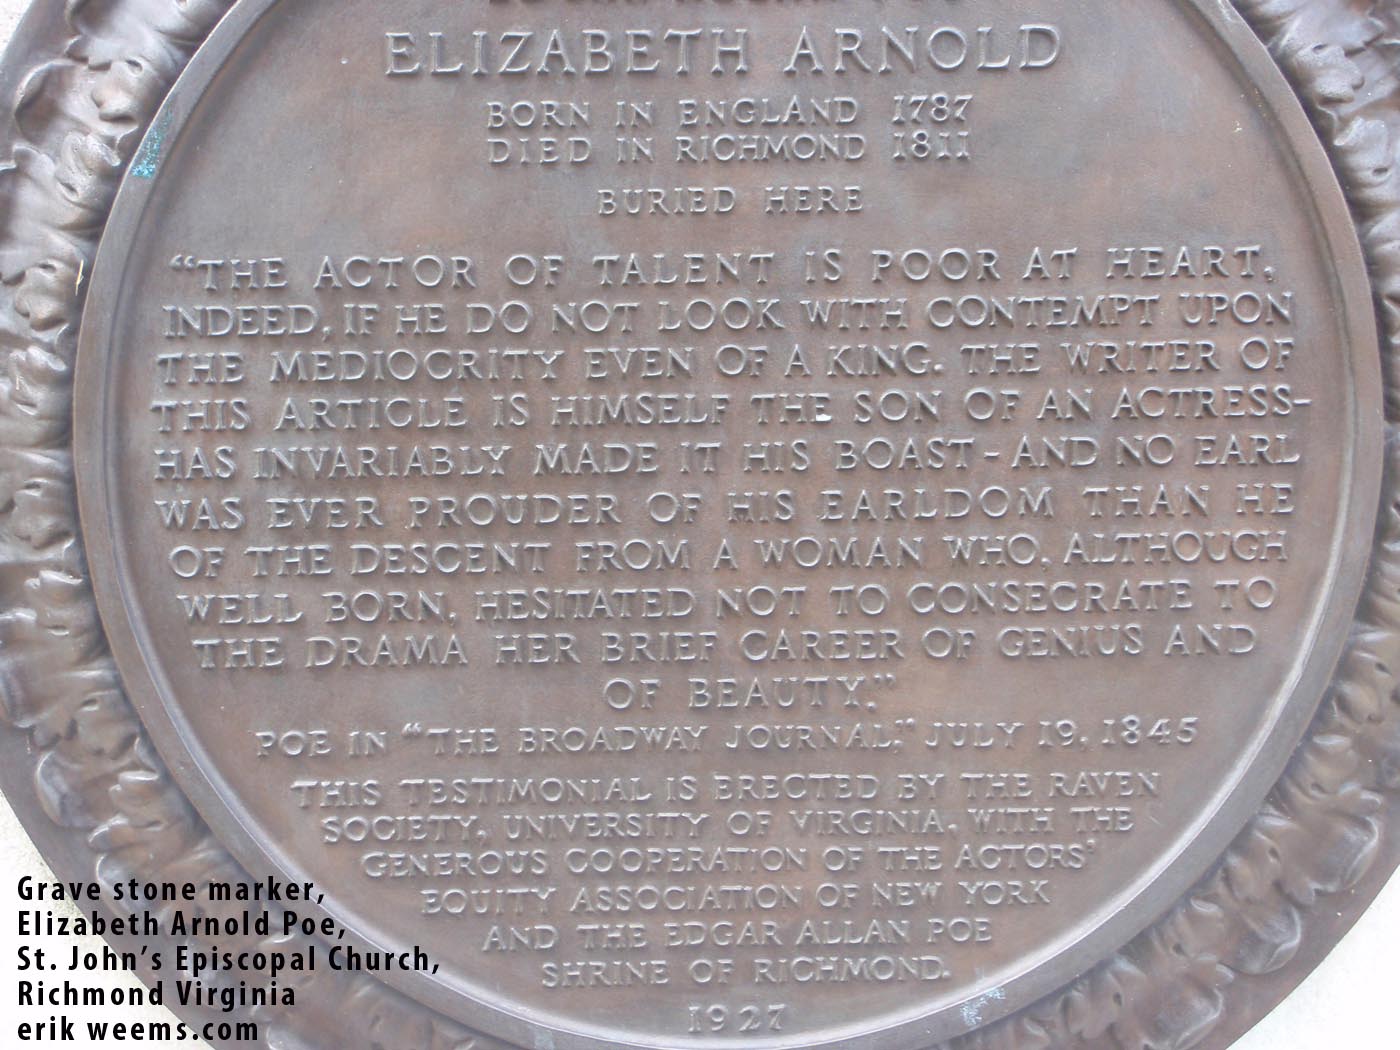 ELIZABETH ARNOLD
BORN IN ENGLAND 1787
DIED IN RICHMOND 1811
BURIED HERE
"THE ACTOR OF TALENT IS POOR AT HEART,
INDEED, IF HE DO NOT LOOK WITH CONTEMPT UPON
THE MEDIOCRITY EVEN OF A KING. THE WRITER OF
THIS ARTICLE IS HIMSELF THE SON OF AN ACTRESS-
HAS INVARIABLY MADE IT HIS BOAST - AND NO EARL
WAS EVER PROUDER OF HIS EARLDOM THAN HE
OF THE DESCENT FROM A WOMAN WHO, ALTHOUGH
WELL BORN, HESITATED NOT TO CONSECRATE TO
THE DRAMA HER BRIEF CAREER OF GENIUS AND
OF BEAUTY."
POE IN "THE BROADWAY JOURNAL," JULY 19, 1845
THIS TESTIMONIAL IS ERECTED BY THE RAVEN
SOCIETY, UNIVERSITY OF VIRGINIA, WITH THE
GENEROUS COOPERATION OF THE ACTORS'
EQUITY ASSOCIATION OF NEW YORK
AND THE EDGAR ALLAN POE
SHRINE OF RICHMOND.
1927
Grave stone marker,
Elizabeth Arnold Poe,
St. John's Episcopal Church,
Richmond Virginia
erik weems.com